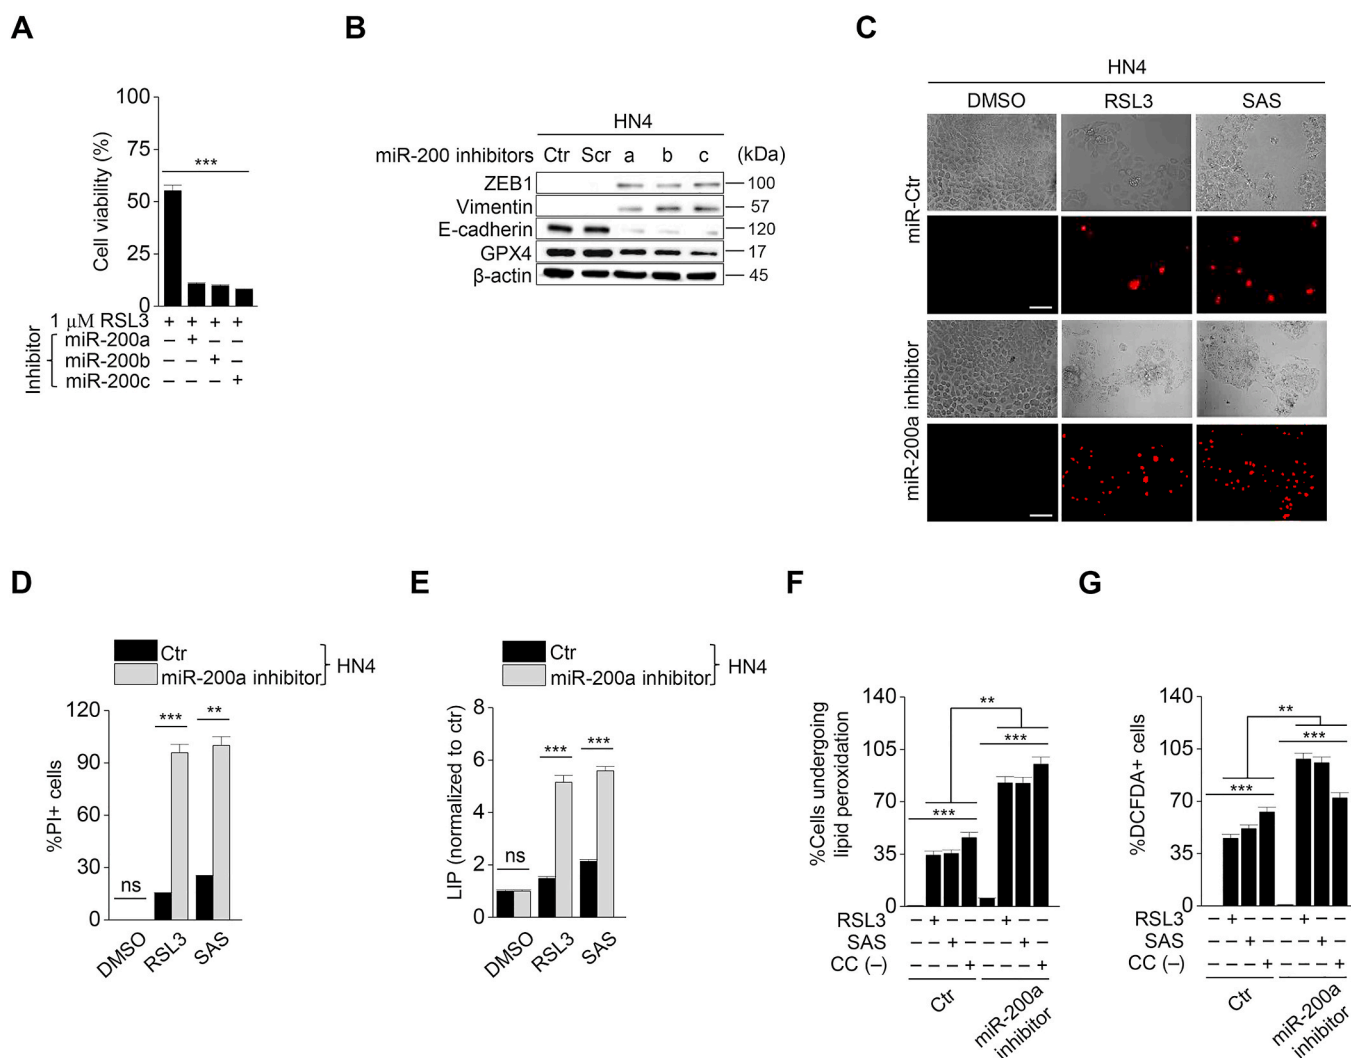 A
100
75
50
25
0
Cell viability (%)
***
1 µM RSL3 + + + +
Inhibitor
miR-200a – + – –
miR-200b – – + –
miR-200c – – – +
B
HN4
miR-200 inhibitors Ctr Scr a b c (kDa)
ZEB1 100
Vimentin 57
E-cadherin 120
GPX4 17
β-actin 45
C
HN4
DMSO RSL3 SAS
miR-Ctr
miR-200a inhibitor
D
Ctr
miR-200a inhibitor
HN4
120
90
60
30
0
%PI+ cells
ns *** **
DMSO RSL3 SAS
E
Ctr
miR-200a inhibitor
HN4
8
6
4
2
0
LIP (normalized to ctr)
ns *** ***
DMSO RSL3 SAS
F
140
105
70
35
0
%Cells undergoing
lipid peroxidation
**
***
***
RSL3 – + – – – + – –
SAS – – + – – – + –
CC (–) – – – + – – – +
Ctr
miR-200a
inhibitor
G
140
105
70
35
0
%DCFDA+ cells
**
***
***
RSL3 – + – – – + – –
SAS – – + – – – + –
CC (–) – – – + – – – +
Ctr
miR-200a
inhibitor